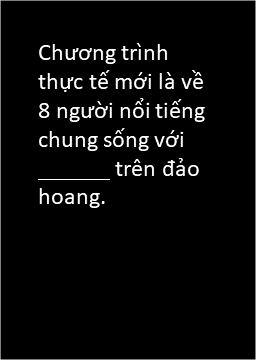 Chương trình
thực tế mới là về
8 người nổi tiếng
chung sống với
_______ trên đảo
hoang.